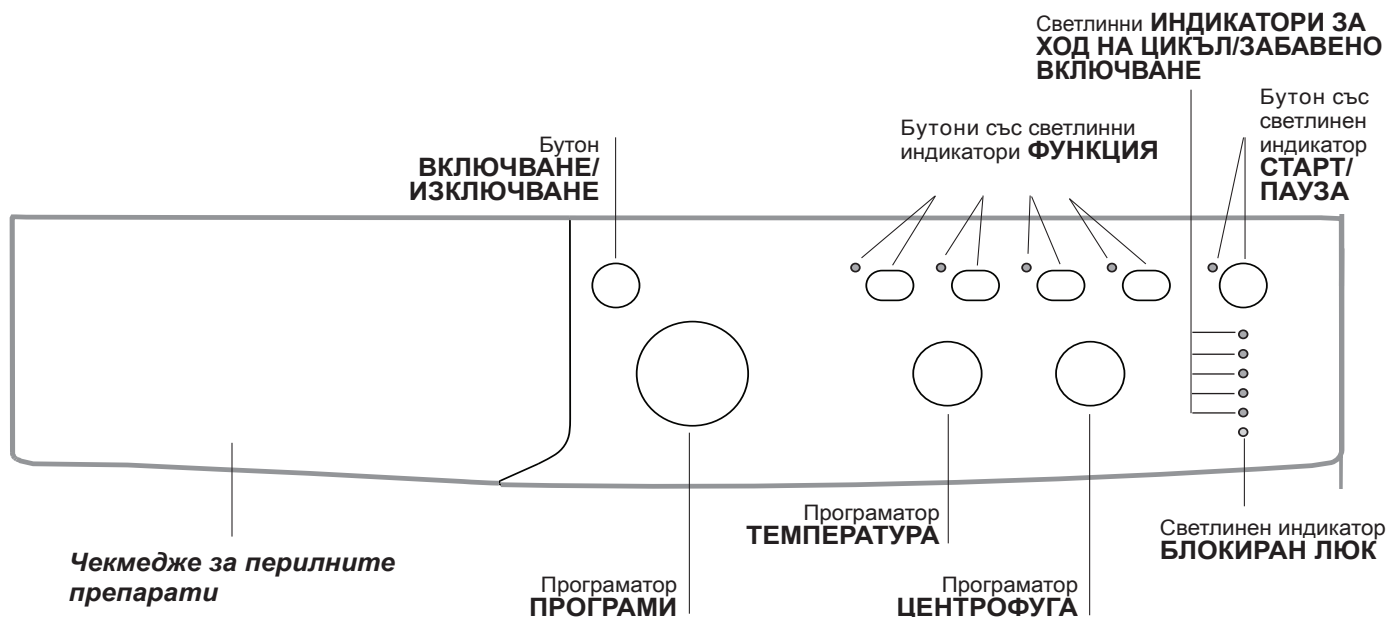 Светлинни ИНДИКАТОРИ ЗА
ХОД НА ЦИКЪЛ/ЗАБАВЕНО
ВКЛЮЧВАНЕ
Бутон със
светлинен
индикатор
СТАРТ/
ПАУЗА
Бутони със светлинни
индикатори ФУНКЦИЯ
Бутон
ВКЛЮЧВАНЕ/
ИЗКЛЮЧВАНЕ
Чекмедже за перилните
препарати
Програматор
ПРОГРАМИ
Програматор
ТЕМПЕРАТУРА
Програматор
ЦЕНТРОФУГА
Светлинен индикатор
БЛОКИРАН ЛЮК